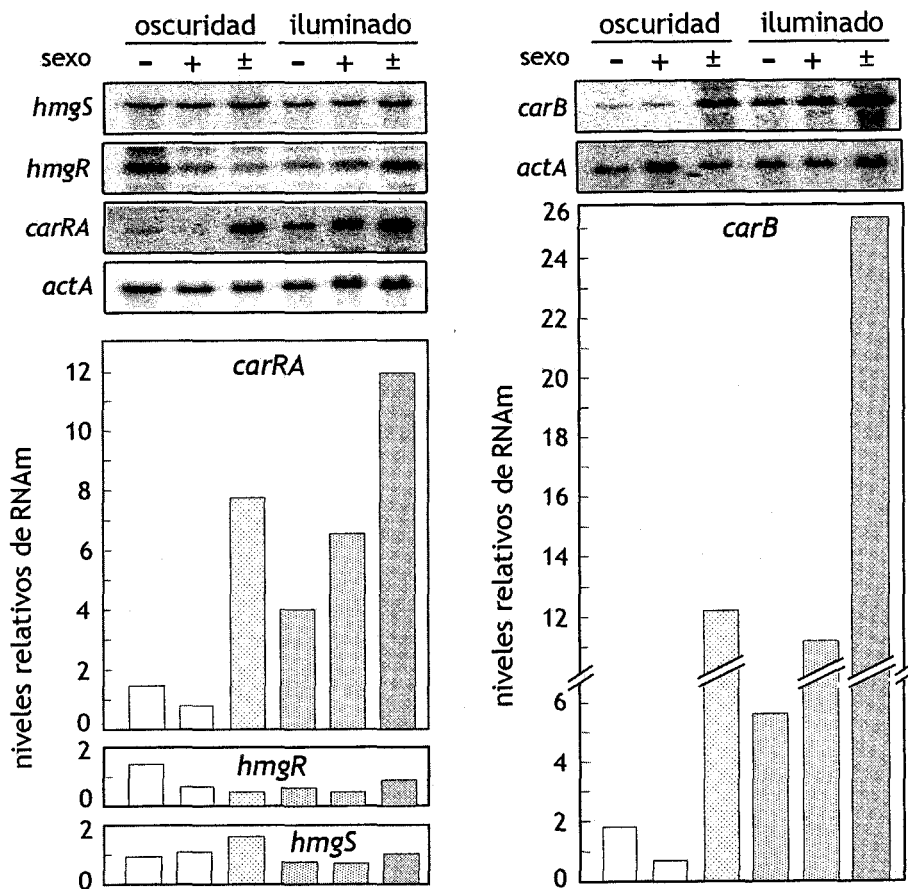 oscuridad iluminado
sexo - + ± - + ±
hmgS
hmgR
carRA
actA
oscuridad iluminado
sexo - + ± - + ±
carB
actA
carRA
12
10
8
6
4
2
0
niveles relativos de RNAm
hmgR
2
0
hmgS
2
0
carB
26
24
22
20
18
16
14
12
6
4
2
0
niveles relativos de RNAm